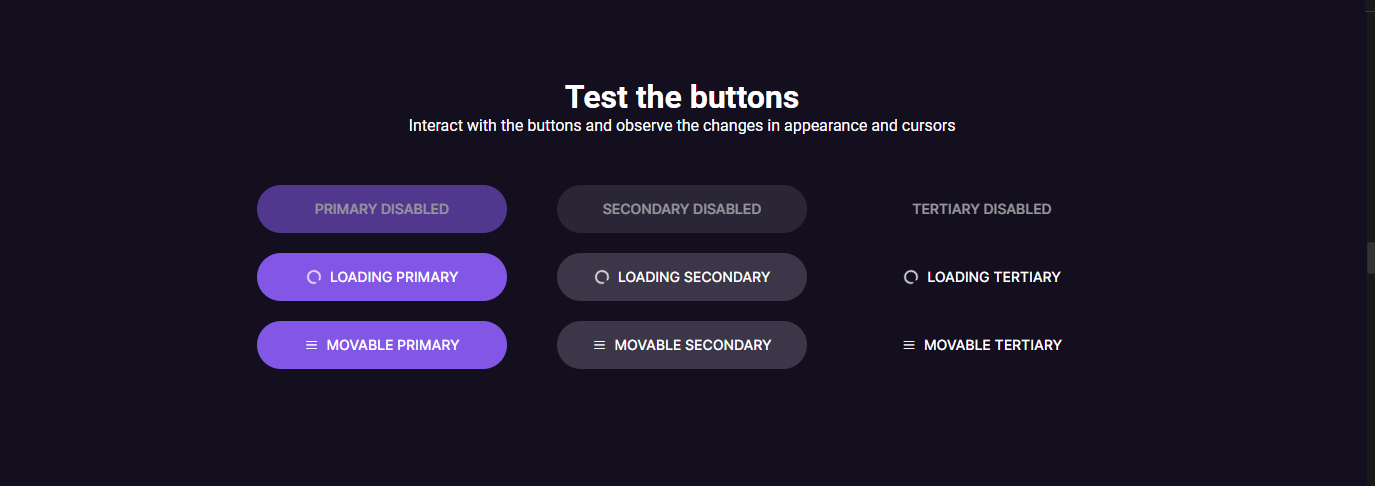 Test the buttons
Interact with the buttons and observe the changes in appearance and cursors
PRIMARY DISABLED
SECONDARY DISABLED
TERTIARY DISABLED
LOADING PRIMARY
LOADING SECONDARY
LOADING TERTIARY
MOVABLE PRIMARY
MOVABLE SECONDARY
MOVABLE TERTIARY